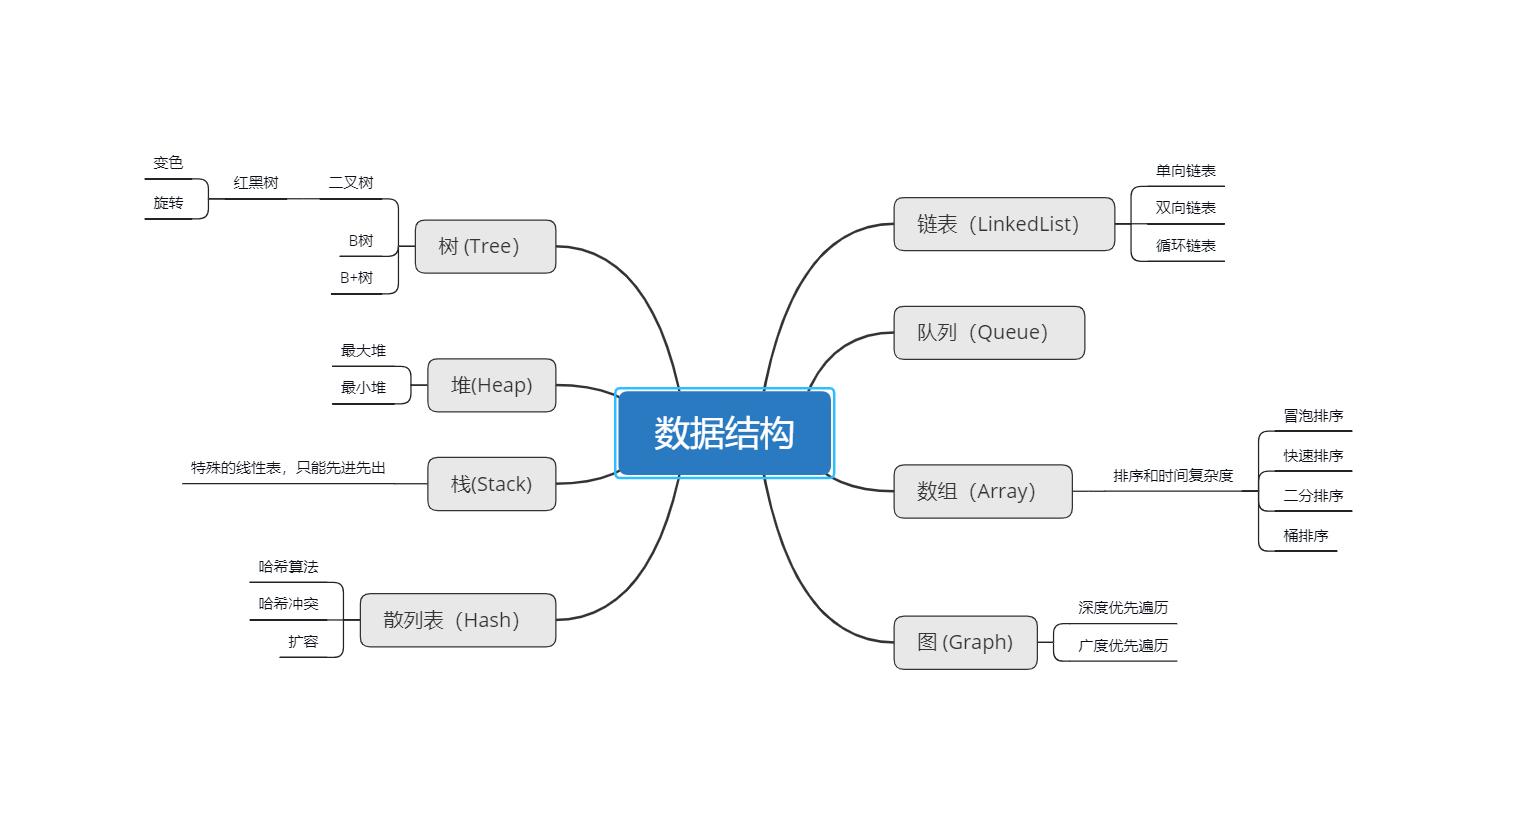 数据结构
链表（LinkedList）
单向链表
双向链表
循环链表
队列（Queue）
数组（Array）
排序和时间复杂度
冒泡排序
快速排序
二分排序
桶排序
图 (Graph)
深度优先遍历
广度优先遍历
树 (Tree）
二叉树
红黑树
变色
旋转
B树
B+树
堆(Heap)
最大堆
最小堆
栈(Stack)
特殊的线性表，只能先进先出
散列表（Hash）
哈希算法
哈希冲突
扩容